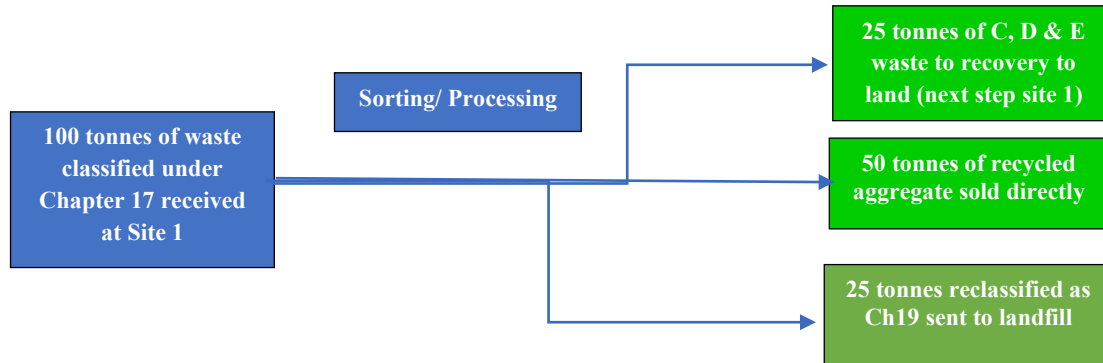 100 tonnes of waste
classified under
Chapter 17 received
at Site 1
Sorting/ Processing
25 tonnes of C, D & E
waste to recovery to
land (next step site 1)
50 tonnes of recycled
aggregate sold directly
25 tonnes reclassified as
Ch19 sent to landfill